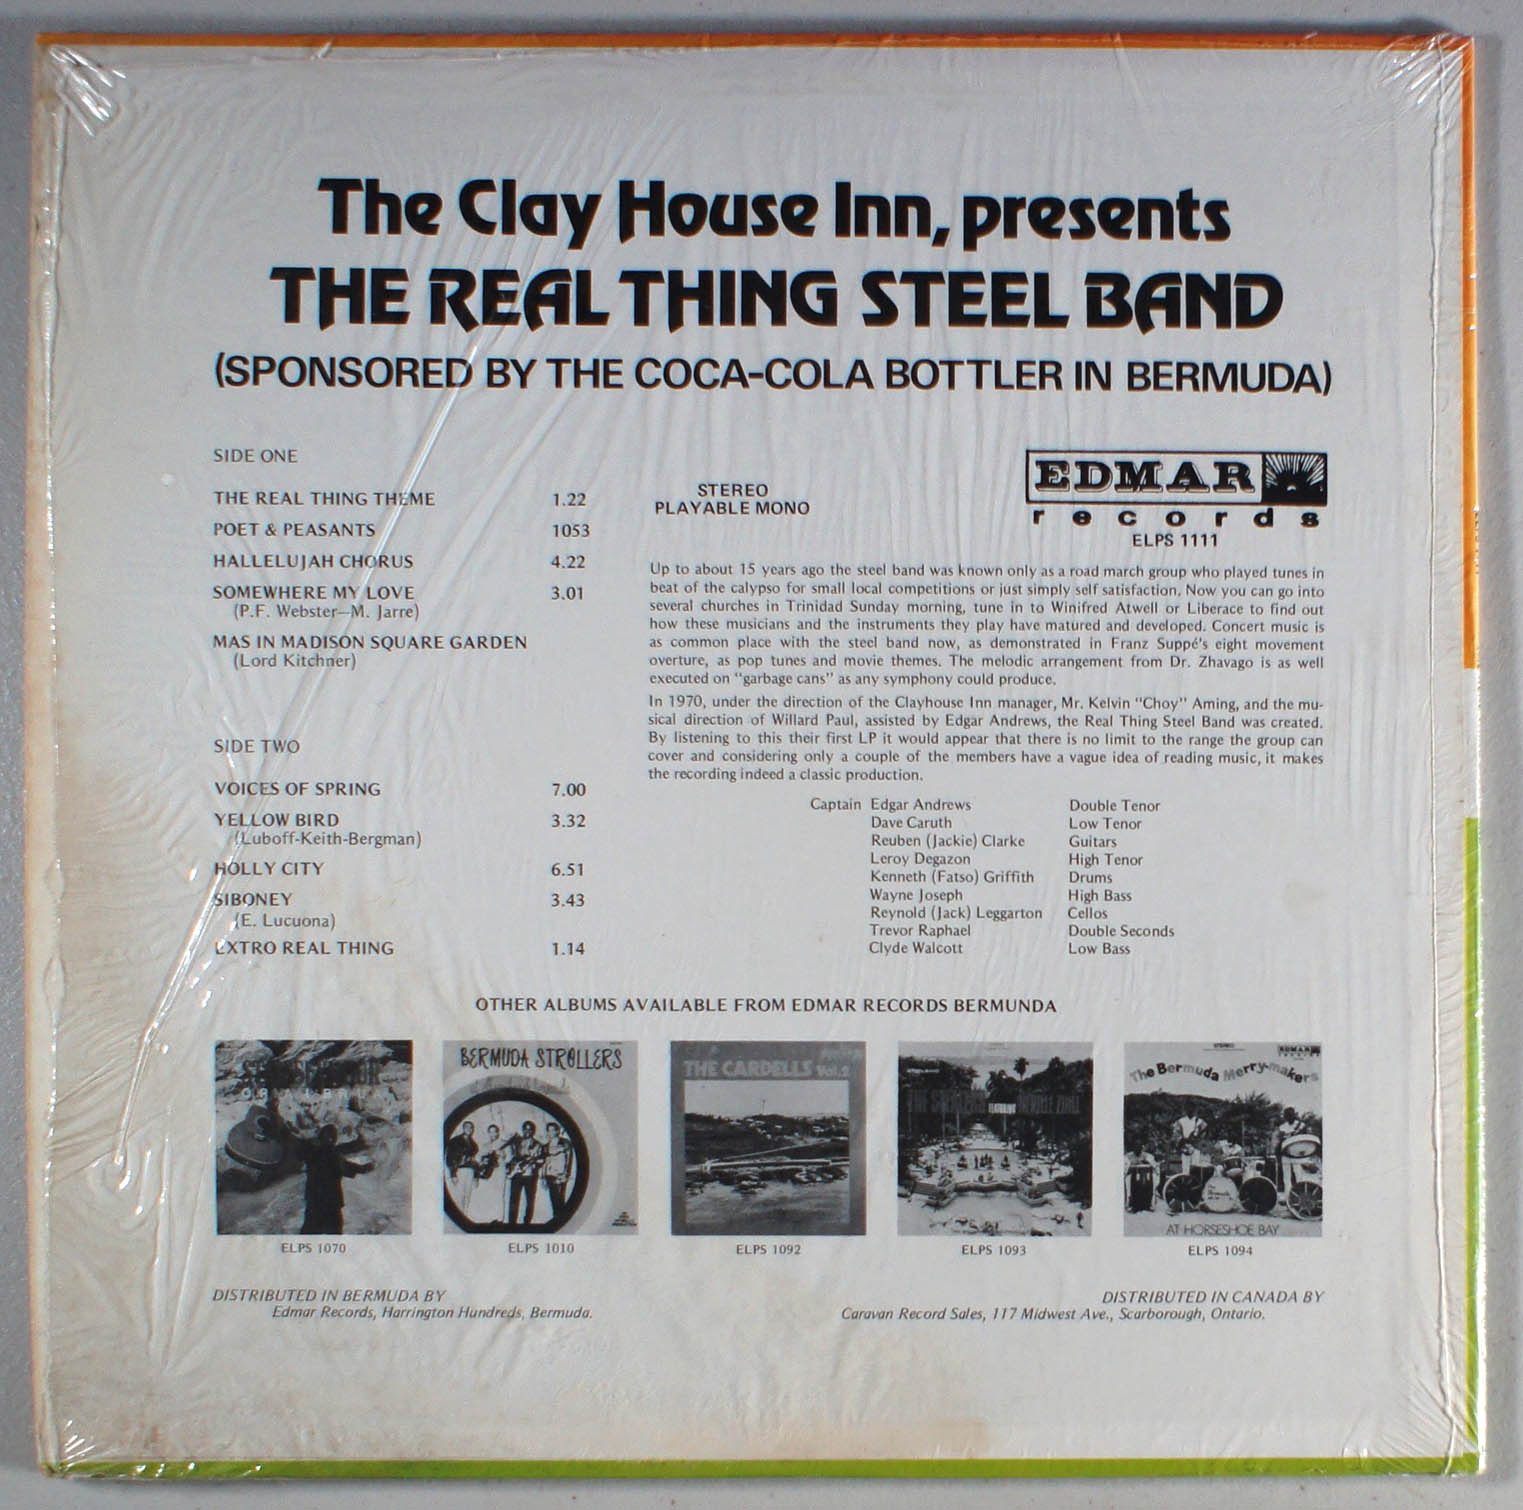 The Clay House Inn, presents
THE REAL THING STEEL BAND
(SPONSORED BY THE COCA-COLA BOTTLER IN BERMUDA)
SIDE ONE
THE REAL THING THEME 1.22
POET & PEASANTS 1053
HALLELUJAH CHORUS 4.22
SOMEWHERE MY LOVE 3.01
(P.F. Webster—M. Jarre)
MAS IN MADISON SQUARE GARDEN
(Lord Kitchner)
SIDE TWO
VOICES OF SPRING 7.00
YELLOW BIRD 3.32
(Luboff-Keith-Bergman)
HOLLY CITY 6.51
SIBONEY 3.43
(E. Lucuona)
EXTRO REAL THING 1.14
STEREO
PLAYABLE MONO
EDMAR
records
ELPS 1111
Up to about 15 years ago the steel band was known only as a road march group who played tunes in
beat of the calypso for small local competitions or just simply self satisfaction. Now you can go into
several churches in Trinidad Sunday morning, tune in to Winifred Atwell or Liberace to find out
how these musicians and the instruments they play have matured and developed. Concert music is
as common place with the steel band now, as demonstrated in Franz Suppé's eight movement
overture, as pop tunes and movie themes. The melodic arrangement from Dr. Zhavago is as well
executed on "garbage cans" as any symphony could produce.
In 1970, under the direction of the Clayhouse Inn manager, Mr. Kelvin "Choy" Aming, and the mu-
sical direction of Willard Paul, assisted by Edgar Andrews, the Real Thing Steel Band was created.
By listening to this their first LP it would appear that there is no limit to the range the group can
cover and considering only a couple of the members have a vague idea of reading music, it makes
the recording indeed a classic production.
Captain Edgar Andrews Double Tenor
Dave Caruth Low Tenor
Reuben (Jackie) Clarke Guitars
Leroy Degazon High Tenor
Kenneth (Fatso) Griffith Drums
Wayne Joseph High Bass
Reynold (Jack) Leggarton Cellos
Trevor Raphael Double Seconds
Clyde Walcott Low Bass
OTHER ALBUMS AVAILABLE FROM EDMAR RECORDS BERMUNDA
BERMUDA STROLLERS
THE CARDELLS Vol.2
STEREO
EDMAR
The Bermuda Merry-makers
AT HORSESHOE BAY
ELPS 1070
ELPS 1010
ELPS 1092
ELPS 1093
ELPS 1094
DISTRIBUTED IN BERMUDA BY
Edmar Records, Harrington Hundreds, Bermuda.
DISTRIBUTED IN CANADA BY
Caravan Record Sales, 117 Midwest Ave., Scarborough, Ontario.